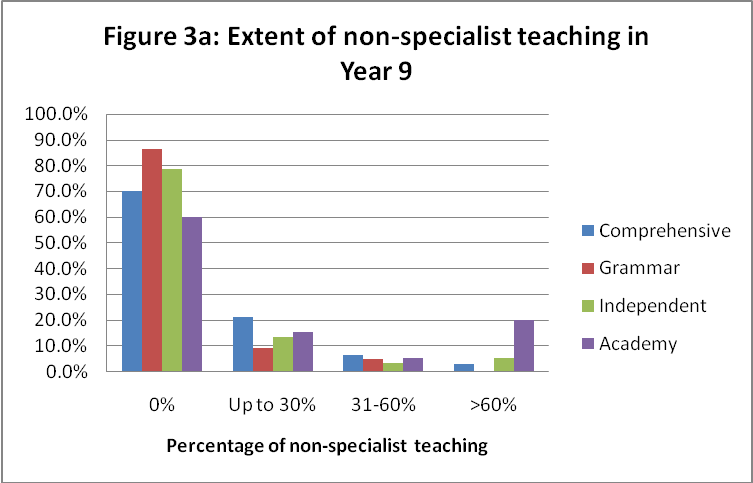 Figure 3a: Extent of non-specialist teaching in
Year 9
100.0%
90.0%
80.0%
70.0%
60.0%
50.0%
40.0%
30.0%
20.0%
10.0%
0.0%
0%
Up to 30%
31-60%
>60%
Percentage of non-specialist teaching
Comprehensive
Grammar
Independent
Academy